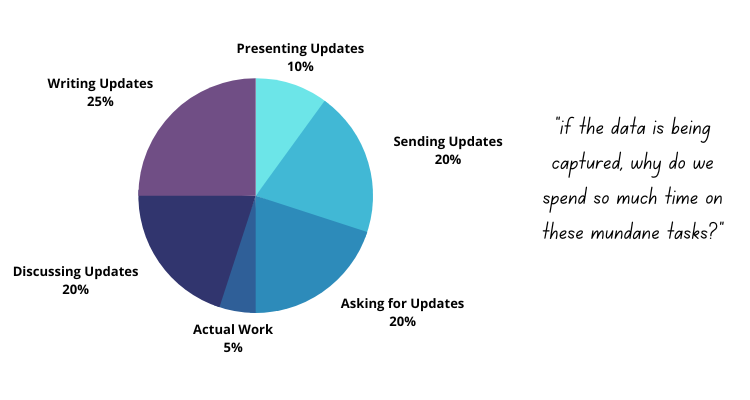 Presenting Updates
10%
Writing Updates
25%
Sending Updates
20%
"if the data is being
captured, why do we
spend so much time on
these mundane tasks?"
Discussing Updates
20%
Asking for Updates
20%
Actual Work
5%